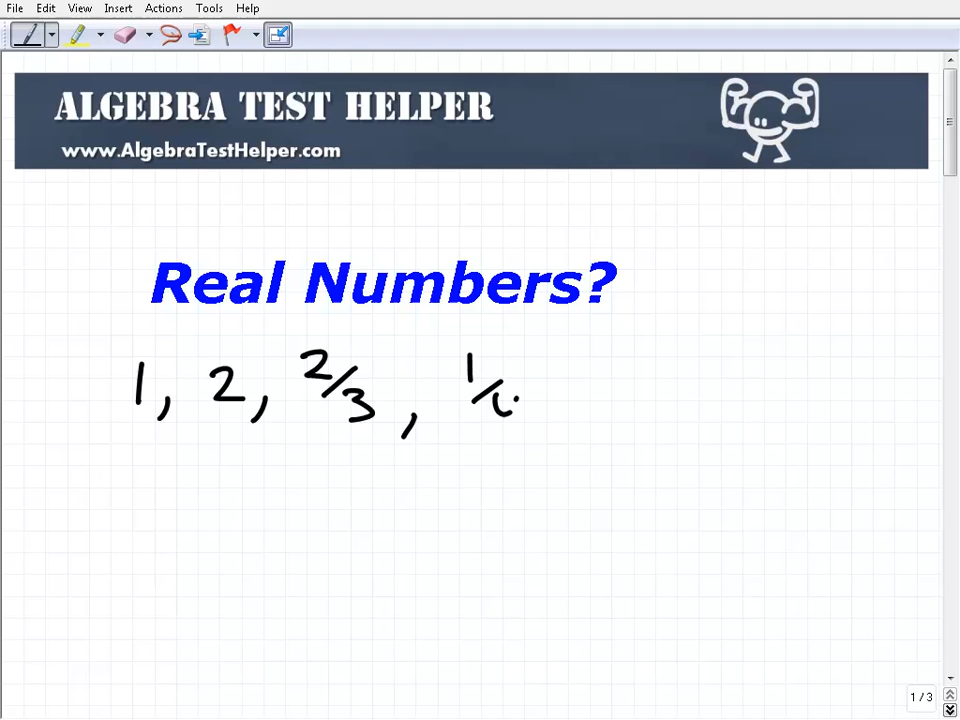 File Edit View Insert Actions Tools Help
ALGEBRA TEST HELPER
www.AlgebraTestHelper.com
Real Numbers?
1, 2, 2/3, 1/
1 / 3